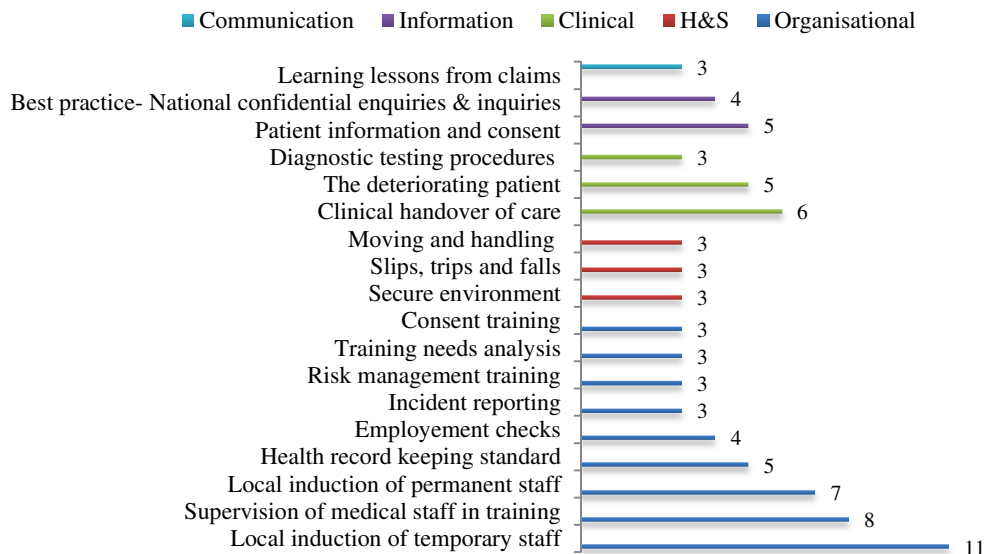 Communication Information Clinical H&S Organisational
Learning lessons from claims 3
Best practice- National confidential enquiries & inquiries 4
Patient information and consent 5
Diagnostic testing procedures 3
The deteriorating patient 5
Clinical handover of care 6
Moving and handling 3
Slips, trips and falls 3
Secure environment 3
Consent training 3
Training needs analysis 3
Risk management training 3
Incident reporting 3
Employement checks 4
Health record keeping standard 5
Local induction of permanent staff 7
Supervision of medical staff in training 8
Local induction of temporary staff 11